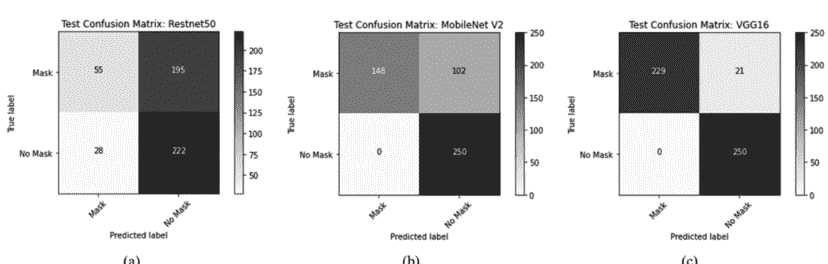 Test Confusion Matrix: Restnet50
True label
Mask
No Mask
55
195
28
222
Mask
No Mask
Predicted label
200
175
150
125
100
75
50
(a)
Test Confusion Matrix: MobileNet V2
True label
Mask
No Mask
148
102
0
250
Mask
No Mask
Predicted label
250
200
150
100
50
0
(b)
Test Confusion Matrix: VGG16
True label
Mask
No Mask
229
21
0
250
Mask
No Mask
Predicted label
250
200
150
100
50
0
(c)